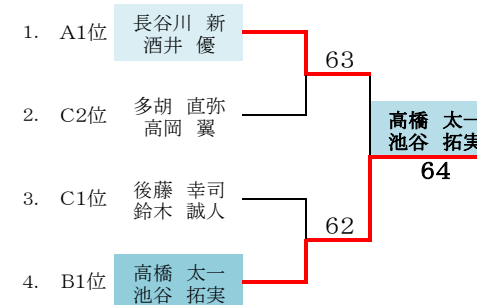 1. A1位 長谷川 新
酒井 優
63
2. C2位 多胡 直弥
高岡 翼
高橋 太一
池谷 拓実
64
3. C1位 後藤 幸司
鈴木 誠人
62
4. B1位 高橋 太一
池谷 拓実